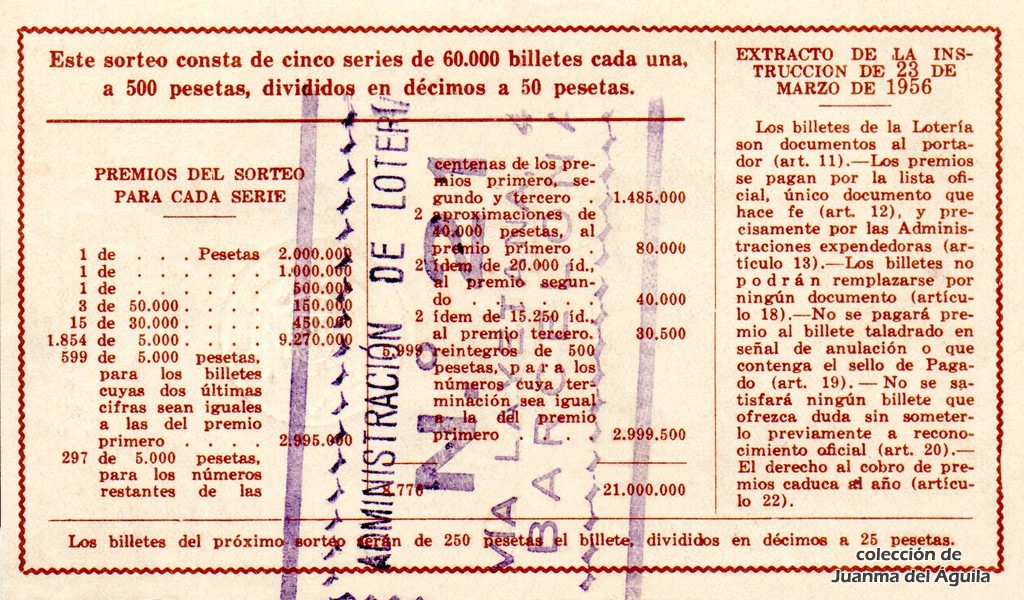 Este sorteo consta de cinco series de 60.000 billetes cada una,
a 500 pesetas, divididos en décimos a 50 pesetas.
PREMIOS DEL SORTEO
PARA CADA SERIE
1 de . . . Pesetas 2.000.000
1 de . . . . . . . 1.000.000
1 de . . . . . . . 500.000
3 de 50.000 . . . . 150.000
15 de 30.000 . . . . 450.000
1.854 de 5.000 . . . . 9.270.000
599 de 5.000 pesetas,
para los billetes
cuyas dos últimas
cifras sean iguales
a las del premio
primero . . . . 2.995.000
297 de 5.000 pesetas,
para los números
restantes de las
centenas de los pre-
mios primero, se-
gundo y tercero . 1.485.000
2 aproximaciones de
40.000 pesetas, al
premio primero . 80.000
2 ídem de 20.000 íd.,
al premio segun-
do . . . . . . 40.000
2 ídem de 15.250 íd.,
al premio tercero. 30.500
5.999 reintegros de 500
pesetas, para los
números cuya ter-
minación sea igual
a la del premio
primero . . . 2.999.500
8.776 21.000.000
EXTRACTO DE LA INS-
TRUCCION DE 23 DE
MARZO DE 1956
Los billetes de la Lotería
son documentos al porta-
dor (art. 11).—Los premios
se pagan por la lista ofi-
cial, único documento que
hace fe (art. 12), y pre-
cisamente por las Adminis-
traciones expendedoras (ar-
tículo 13).—Los billetes no
podrán remplazarse por
ningún documento (artícu-
lo 18).—No se pagará pre-
mio al billete taladrado en
señal de anulación o que
contenga el sello de Paga-
do (art. 19).—No se sa-
tisfará ningún billete que
ofrezca duda sin someter-
lo previamente a recono-
cimiento oficial (art. 20).—
El derecho al cobro de pre-
mios caduca al año (artícu-
lo 22).
Los billetes del próximo sorteo serán de 250 pesetas el billete, divididos en décimos a 25 pesetas.
ADMINISTRACIÓN DE LOTERÍ
N.º 21
VIA LAYETANA, 4
BARCELONA
colección de
Juanma del Águila